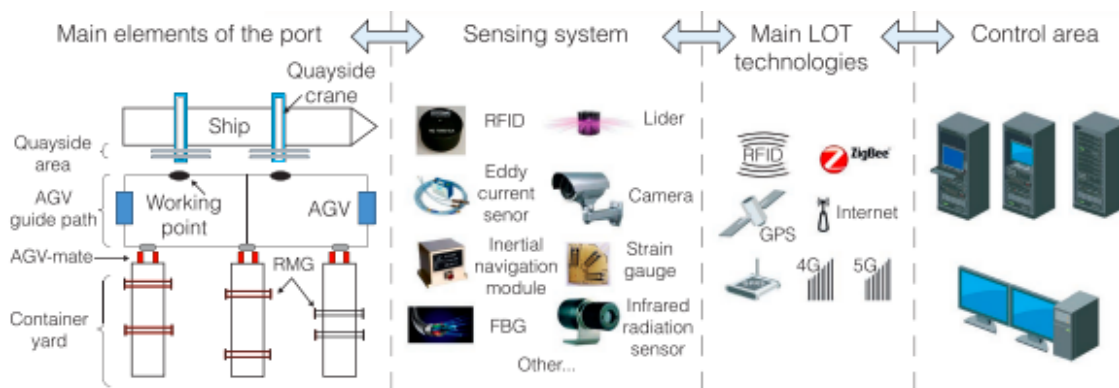 Main elements of the port
Sensing system
Main LOT
technologies
Control area
Quayside
crane
Ship
Quayside
area
AGV
guide path
Working
point
AGV
AGV-mate
RMG
Container
yard
RFID
Lider
Eddy
current
senor
Camera
Inertial
navigation
module
Strain
gauge
FBG
Infrared
radiation
sensor
Other...
RFID
ZigBee
GPS
Internet
4G
5G